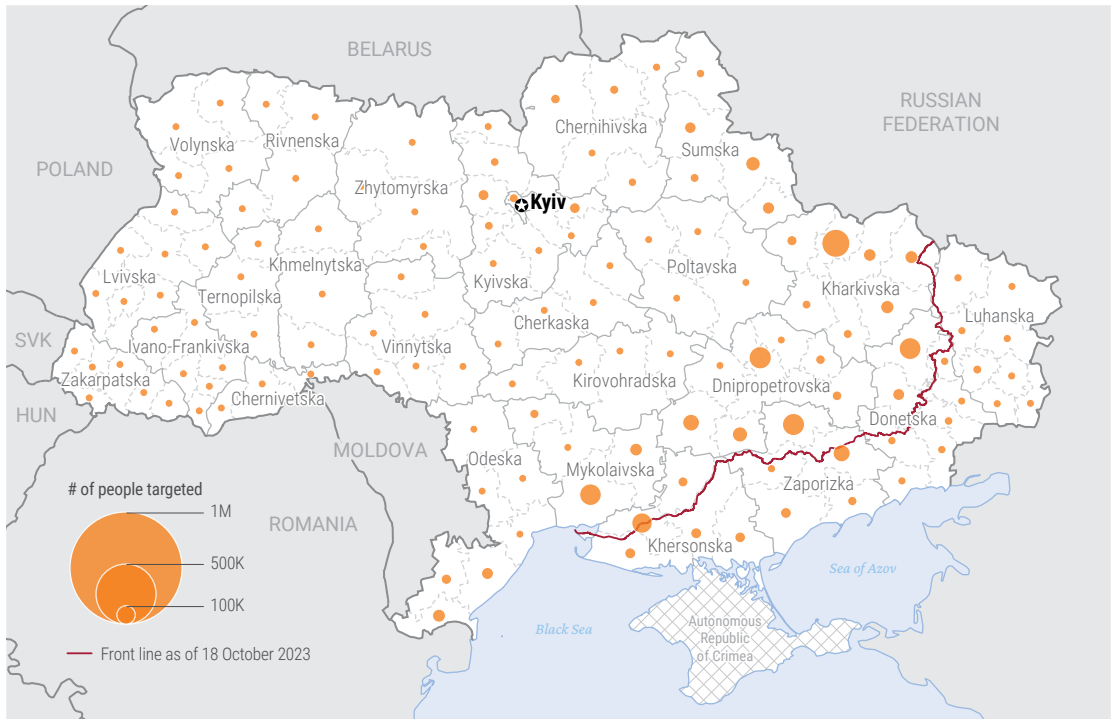 BELARUS
RUSSIAN
FEDERATION
POLAND
Volynska
Rivnenska
Chernihivska
Sumska
Zhytomyrska
Kyiv
Lvivska
Ternopilska
Khmelnytska
Kyivska
Poltavska
Kharkivska
Luhanska
SVK
Ivano-Frankivska
Cherkaska
Vinnytska
Zakarpatska
Chernivetska
Kirovohradska
Dnipropetrovska
HUN
Donetska
MOLDOVA
Odeska
Mykolaivska
Zaporizka
ROMANIA
Khersonska
# of people targeted
1M
500K
100K
Front line as of 18 October 2023
Sea of Azov
Black Sea
Autonomous
Republic
of Crimea